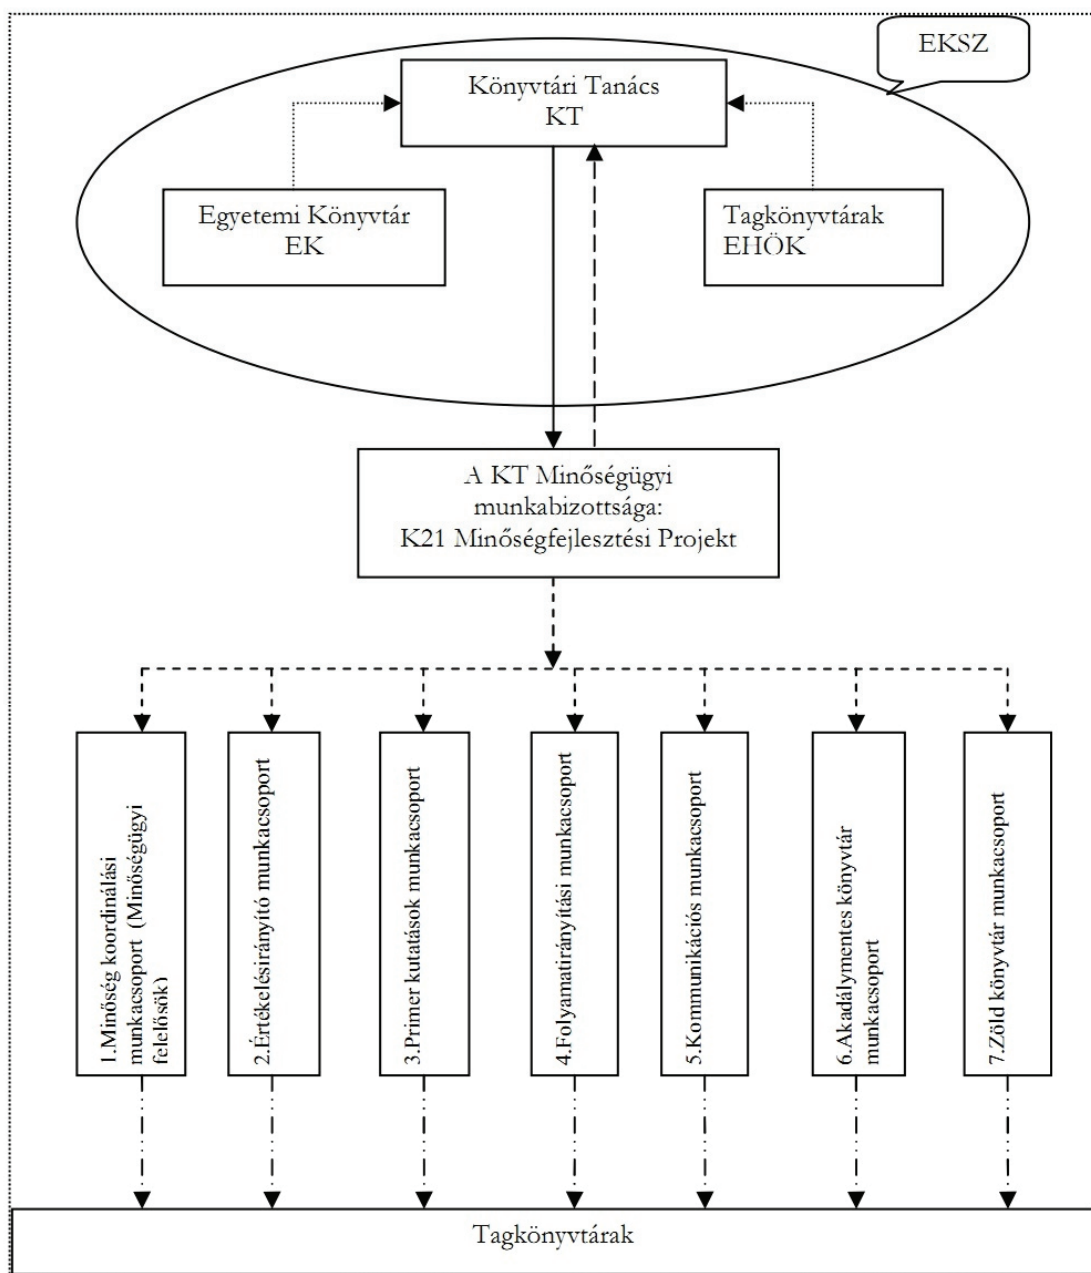 EKSZ
Könyvtári Tanács
KT
Egyetemi Könyvtár
EK
Tagkönyvtárak
EHÖK
A KT Minőségügyi
munkabizottsága:
K21 Minőségfejlesztési Projekt
1.Minőség koordinálási
munkacsoport (Minőségügyi
felelősök)
2.Értékelésirányító munkacsoport
3.Primer kutatások munkacsoport
4.Folyamatirányítási munkacsoport
5.Kommunikációs munkacsoport
6.Akadálymentes könyvtár
munkacsoport
7.Zöld könyvtár munkacsoport
Tagkönyvtárak